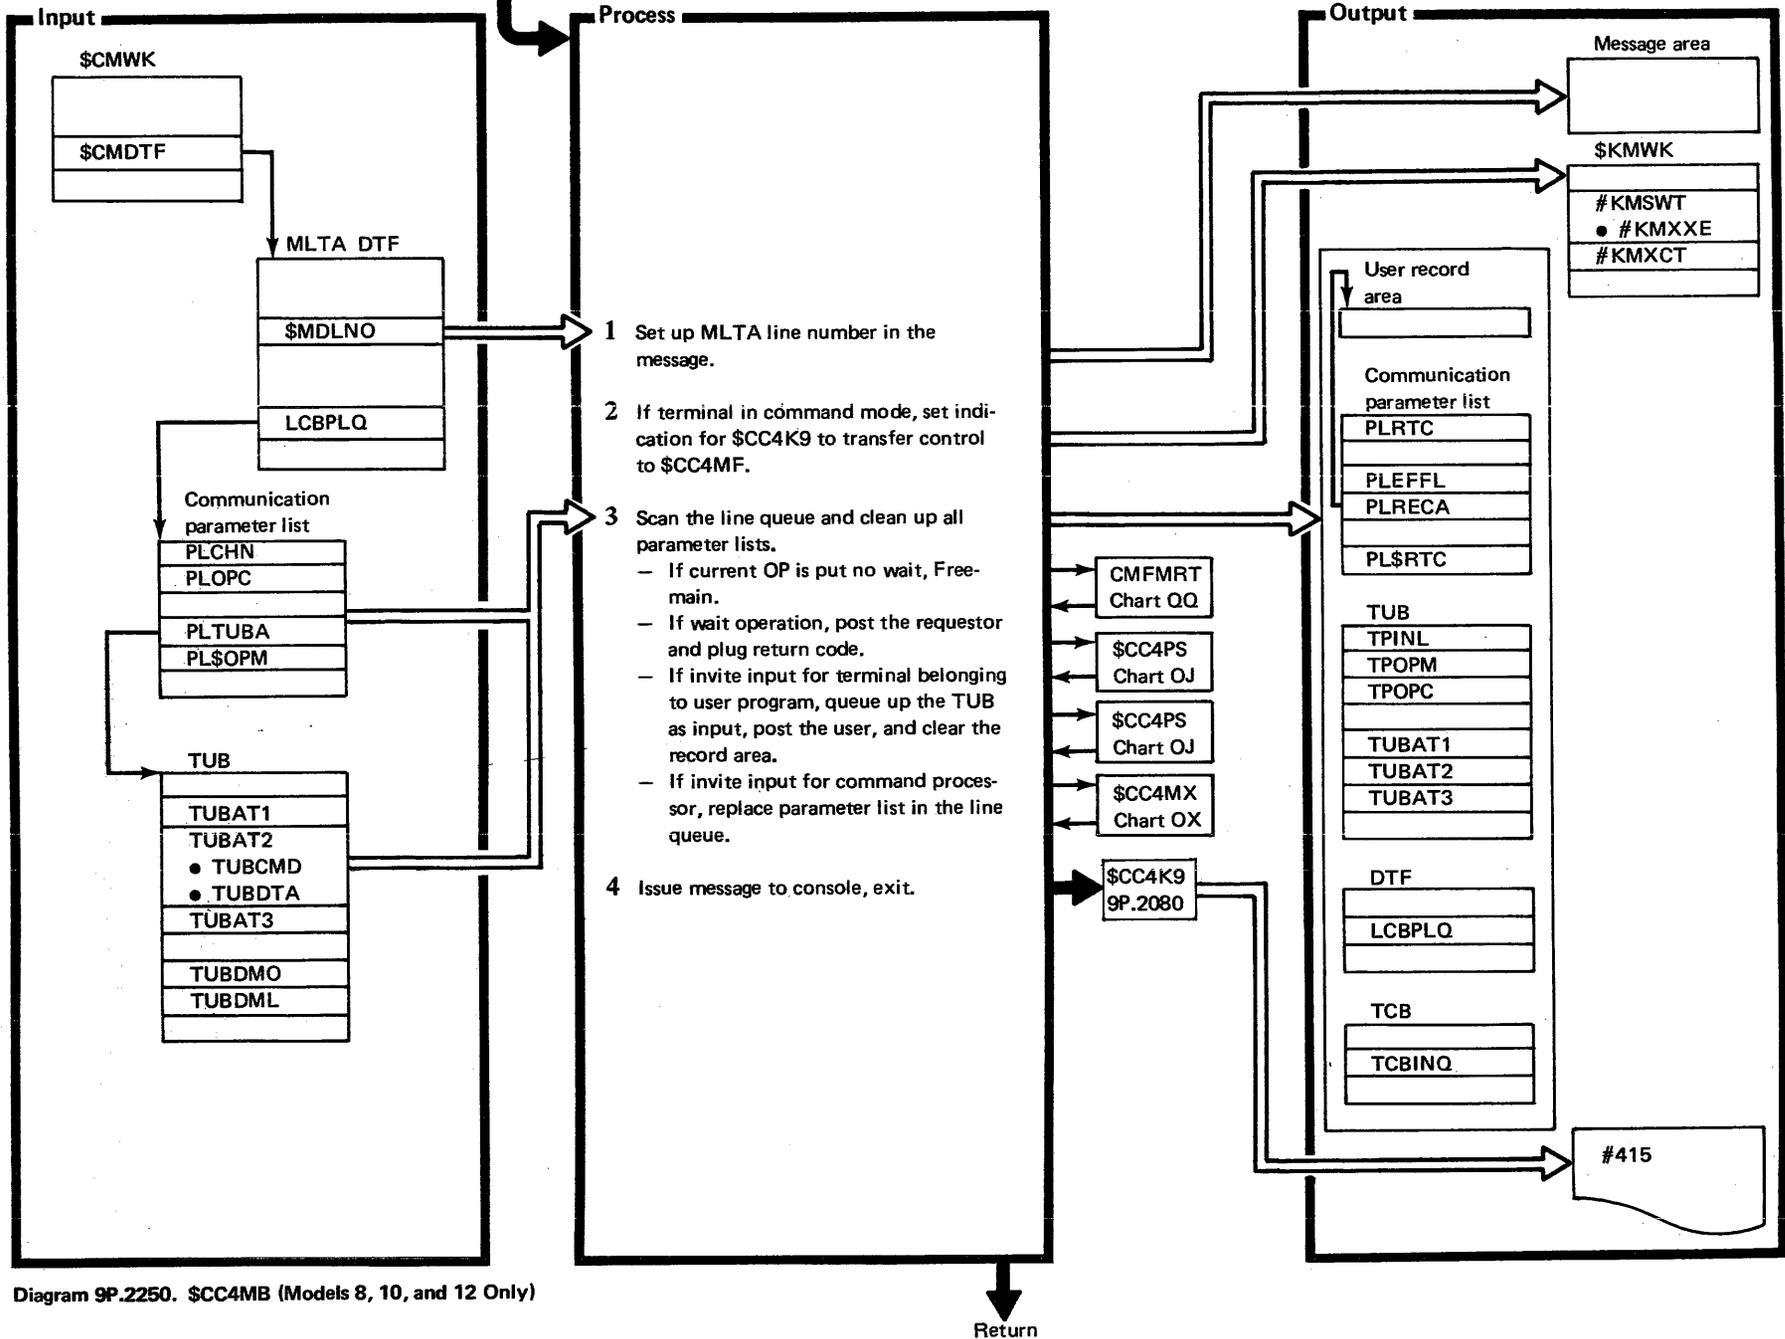 Input
$CMWK
$CMDTF
MLTA DTF
$MDLNO
LCBPLQ
Communication
parameter list
PLCHN
PLOPC
PLTUBA
PL$OPM
TUB
TUBAT1
TUBAT2
● TUBCMD
● TUBDTA
TUBAT3
TUBDMO
TUBDML
Process
1 Set up MLTA line number in the
message.
2 If terminal in command mode, set indi-
cation for $CC4K9 to transfer control
to $CC4MF.
3 Scan the line queue and clean up all
parameter lists.
— If current OP is put no wait, Free-
main.
— If wait operation, post the requestor
and plug return code.
— If invite input for terminal belonging
to user program, queue up the TUB
as input, post the user, and clear the
record area.
— If invite input for command proces-
sor, replace parameter list in the line
queue.
4 Issue message to console, exit.
CMFMRT
Chart QQ
$CC4PS
Chart OJ
$CC4PS
Chart OJ
$CC4MX
Chart OX
$CC4K9
9P.2080
Output
Message area
$KMWK
#KMSWT
● #KMXXE
#KMXCT
User record
area
Communication
parameter list
PLRTC
PLEFFL
PLRECA
PL$RTC
TUB
TPINL
TPOPM
TPOPC
TUBAT1
TUBAT2
TUBAT3
DTF
LCBPLQ
TCB
TCBINQ
#415
Diagram 9P.2250. $CC4MB (Models 8, 10, and 12 Only)
Return